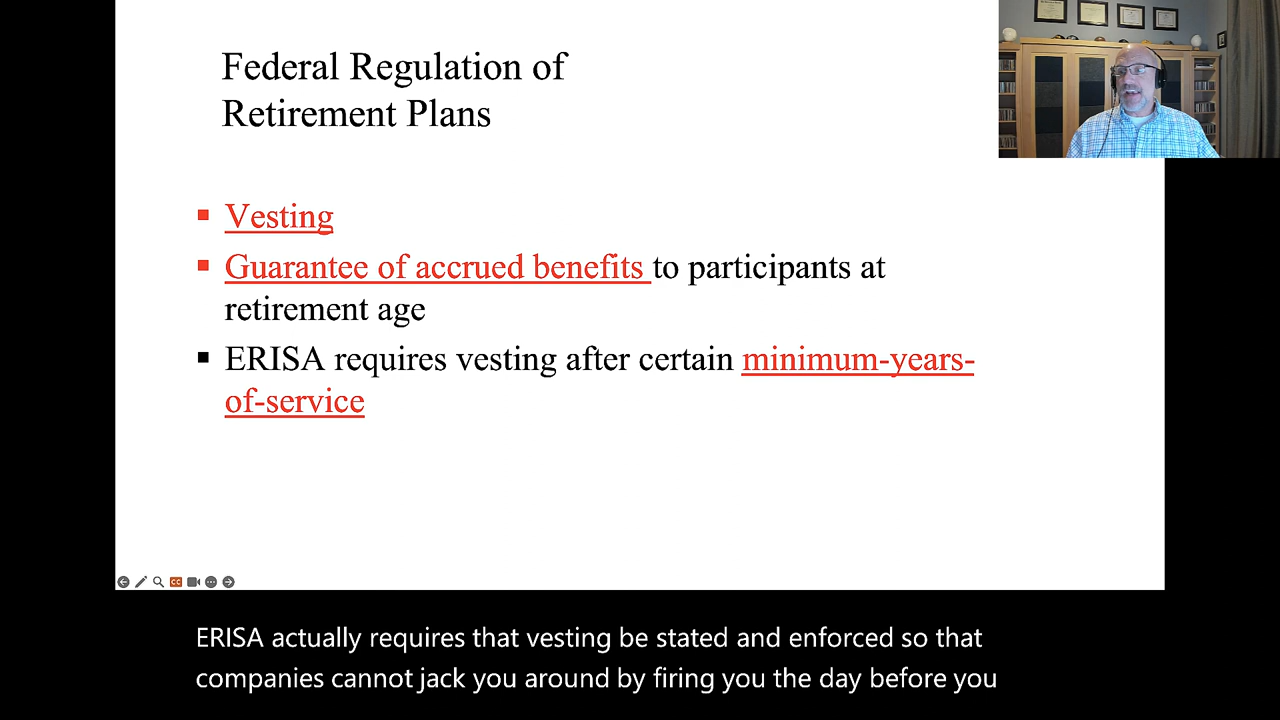 Federal Regulation of
Retirement Plans
Vesting
Guarantee of accrued benefits to participants at
retirement age
ERISA requires vesting after certain minimum-years-
of-service
CC
ERISA actually requires that vesting be stated and enforced so that
companies cannot jack you around by firing you the day before you